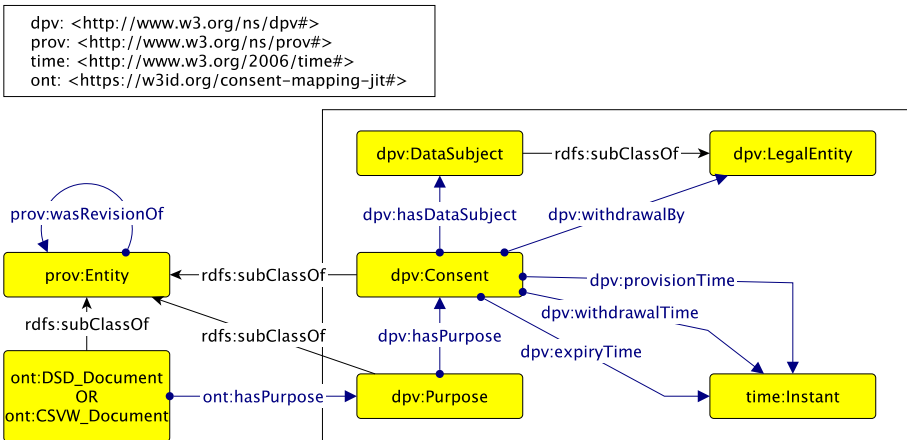 dpv: <http://www.w3.org/ns/dpv#>
prov: <http://www.w3.org/ns/prov#>
time: <http://www.w3.org/2006/time#>
ont: <https://w3id.org/consent-mapping-jit#>
dpv:DataSubject
rdfs:subClassOf
dpv:LegalEntity
prov:wasRevisionOf
dpv:hasDataSubject
dpv:withdrawalBy
prov:Entity
rdfs:subClassOf
dpv:Consent
dpv:provisionTime
dpv:withdrawalTime
rdfs:subClassOf
rdfs:subClassOf
dpv:hasPurpose
dpv:expiryTime
ont:DSD_Document
OR
ont:CSVW_Document
ont:hasPurpose
dpv:Purpose
time:Instant